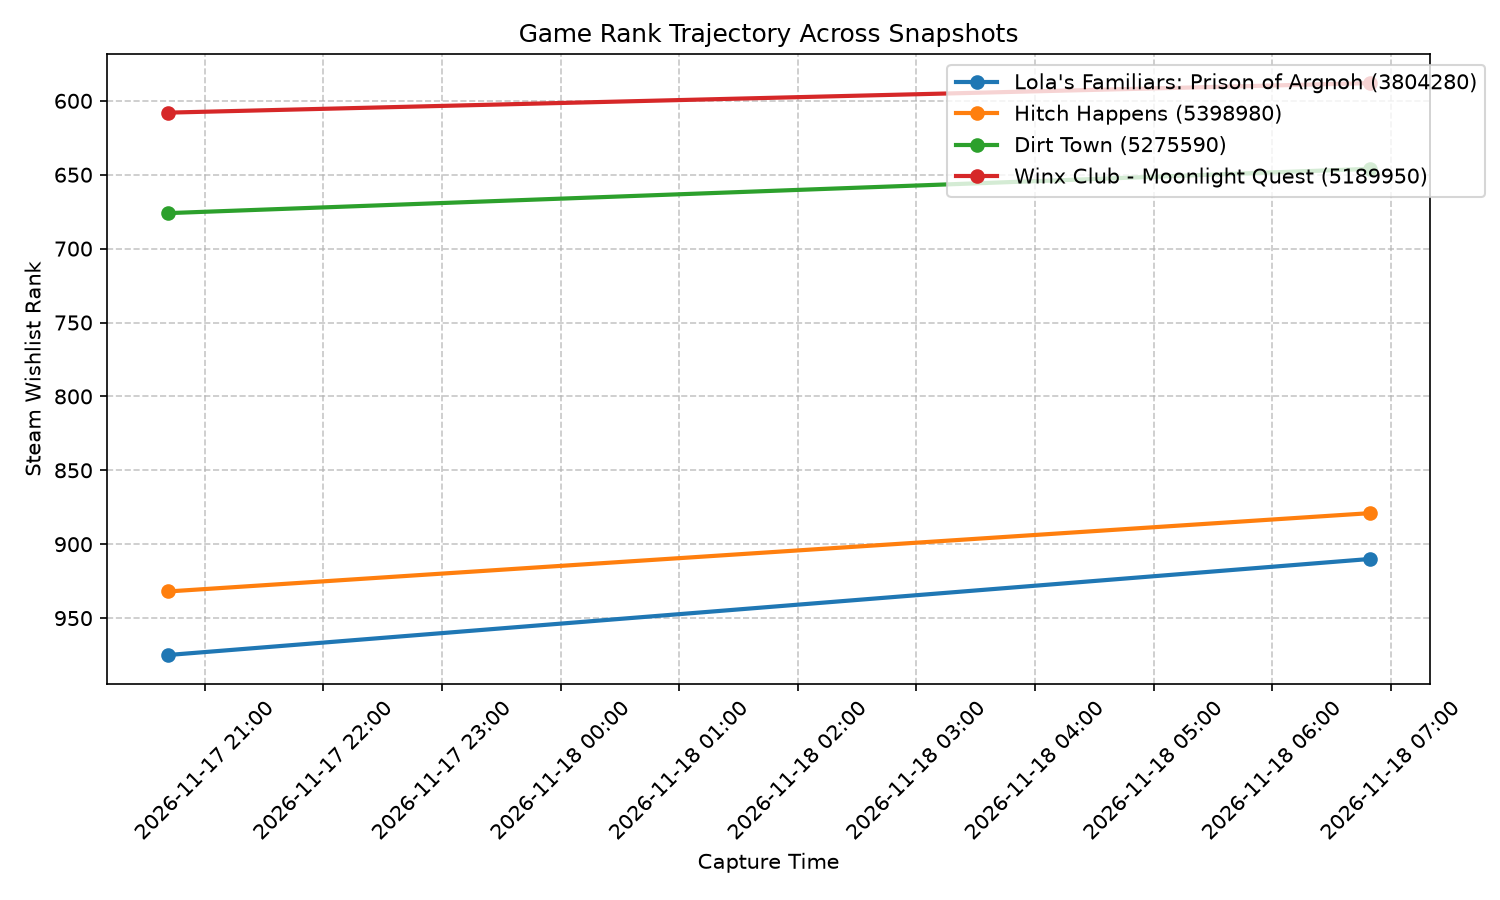 Game Rank Trajectory Across Snapshots
Lola's Familiars: Prison of Argnoh (3804280)
Hitch Happens (5398980)
Dirt Town (5275590)
Winx Club - Moonlight Quest (5189950)
Steam Wishlist Rank
600
650
700
750
800
850
900
950
2026-11-17 21:00
2026-11-17 22:00
2026-11-17 23:00
2026-11-18 00:00
2026-11-18 01:00
2026-11-18 02:00
2026-11-18 03:00
2026-11-18 04:00
2026-11-18 05:00
2026-11-18 06:00
2026-11-18 07:00
Capture Time